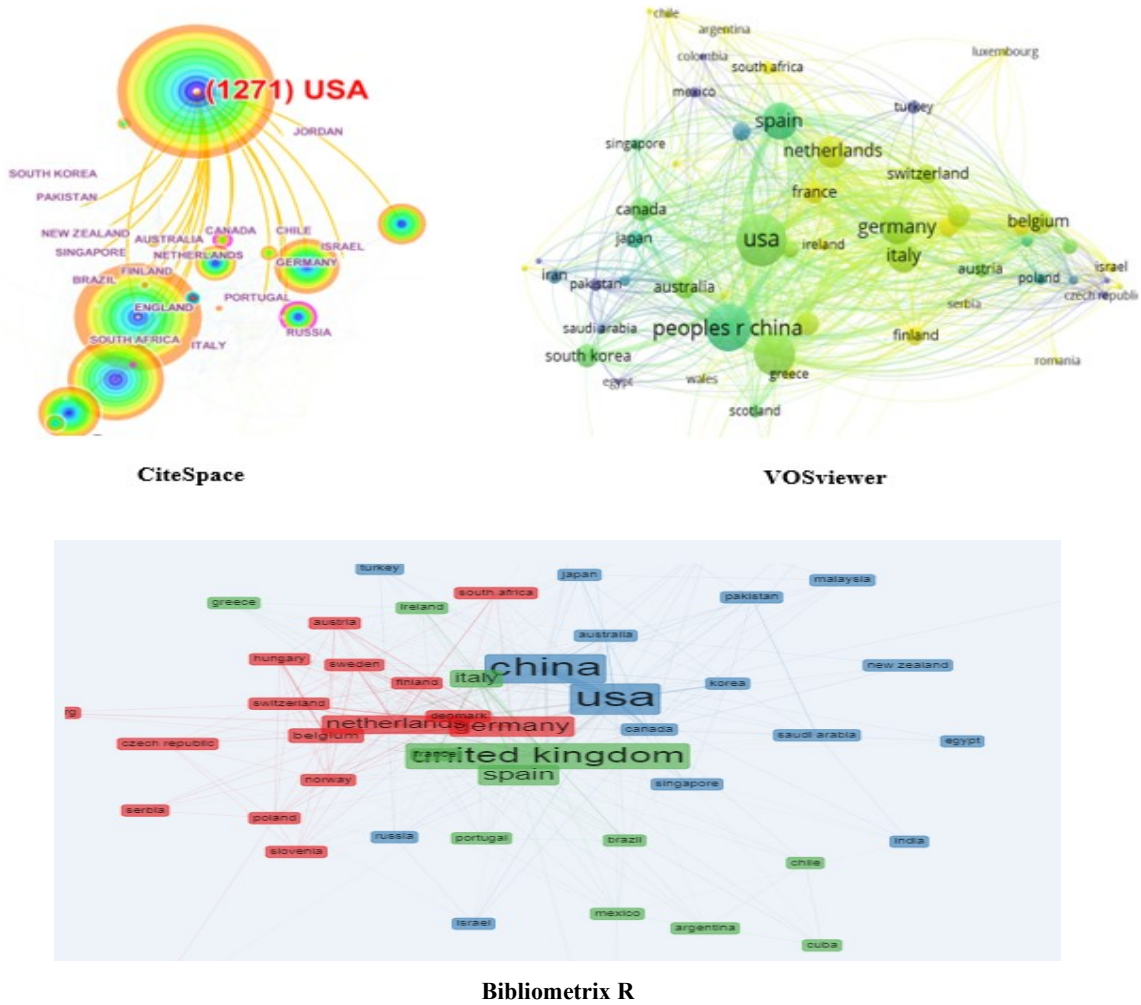 (1271) USA
JORDAN
SOUTH KOREA
PAKISTAN
NEW ZEALAND
CANADA
CHILE
AUSTRALIA
ISRAEL
SINGAPORE
NETHERLANDS
GERMANY
FINLAND
BRAZIL
PORTUGAL
ENGLAND
RUSSIA
SOUTH AFRICA
ITALY
CiteSpace
chile
argentina
colombia
south africa
luxembourg
mexico
turkey
spain
singapore
netherlands
switzerland
france
canada
belgium
germany
japan
usa
ireland
italy
israel
iran
pakistan
austria
poland
australia
czech republi
serbia
saudi arabia
peoples r china
finland
south korea
romania
greece
egypt
wales
scotland
VOSviewer
turkey
japan
malaysia
south africa
pakistan
greece
ireland
austria
australia
hungary
sweden
china
new zealand
italy
finland
korea
usa
switzerland
rg
denmark
netherlands
germany
canada
belgium
saudi arabia
czech republic
egypt
france
united kingdom
spain
norway
singapore
serbia
poland
russia
portugal
brazil
india
slovenia
chile
mexico
israel
argentina
cuba
Bibliometrix R